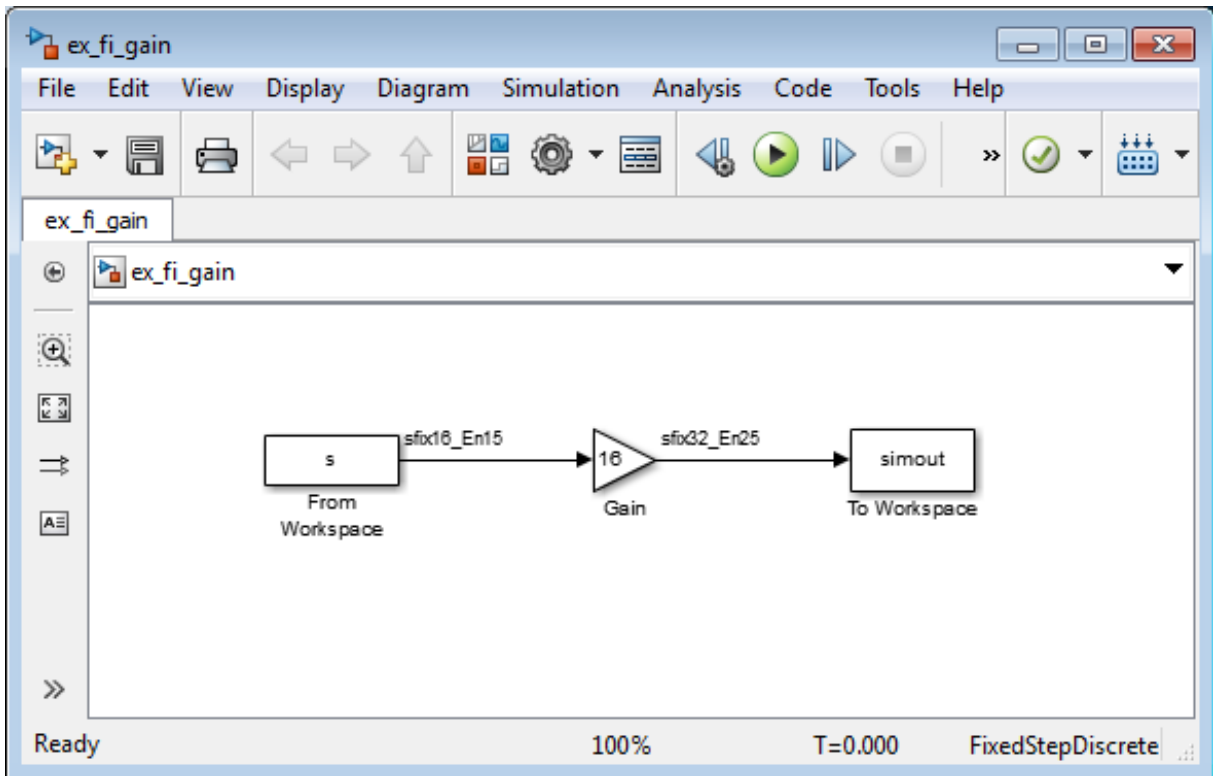 ex_fi_gain
File Edit View Display Diagram Simulation Analysis Code Tools Help
»
ex_fi_gain
ex_fi_gain
sfix16_En15
sfix32_En25
s
16
simout
From
Workspace
Gain
To Workspace
A
»
Ready 100% T=0.000 FixedStepDiscrete